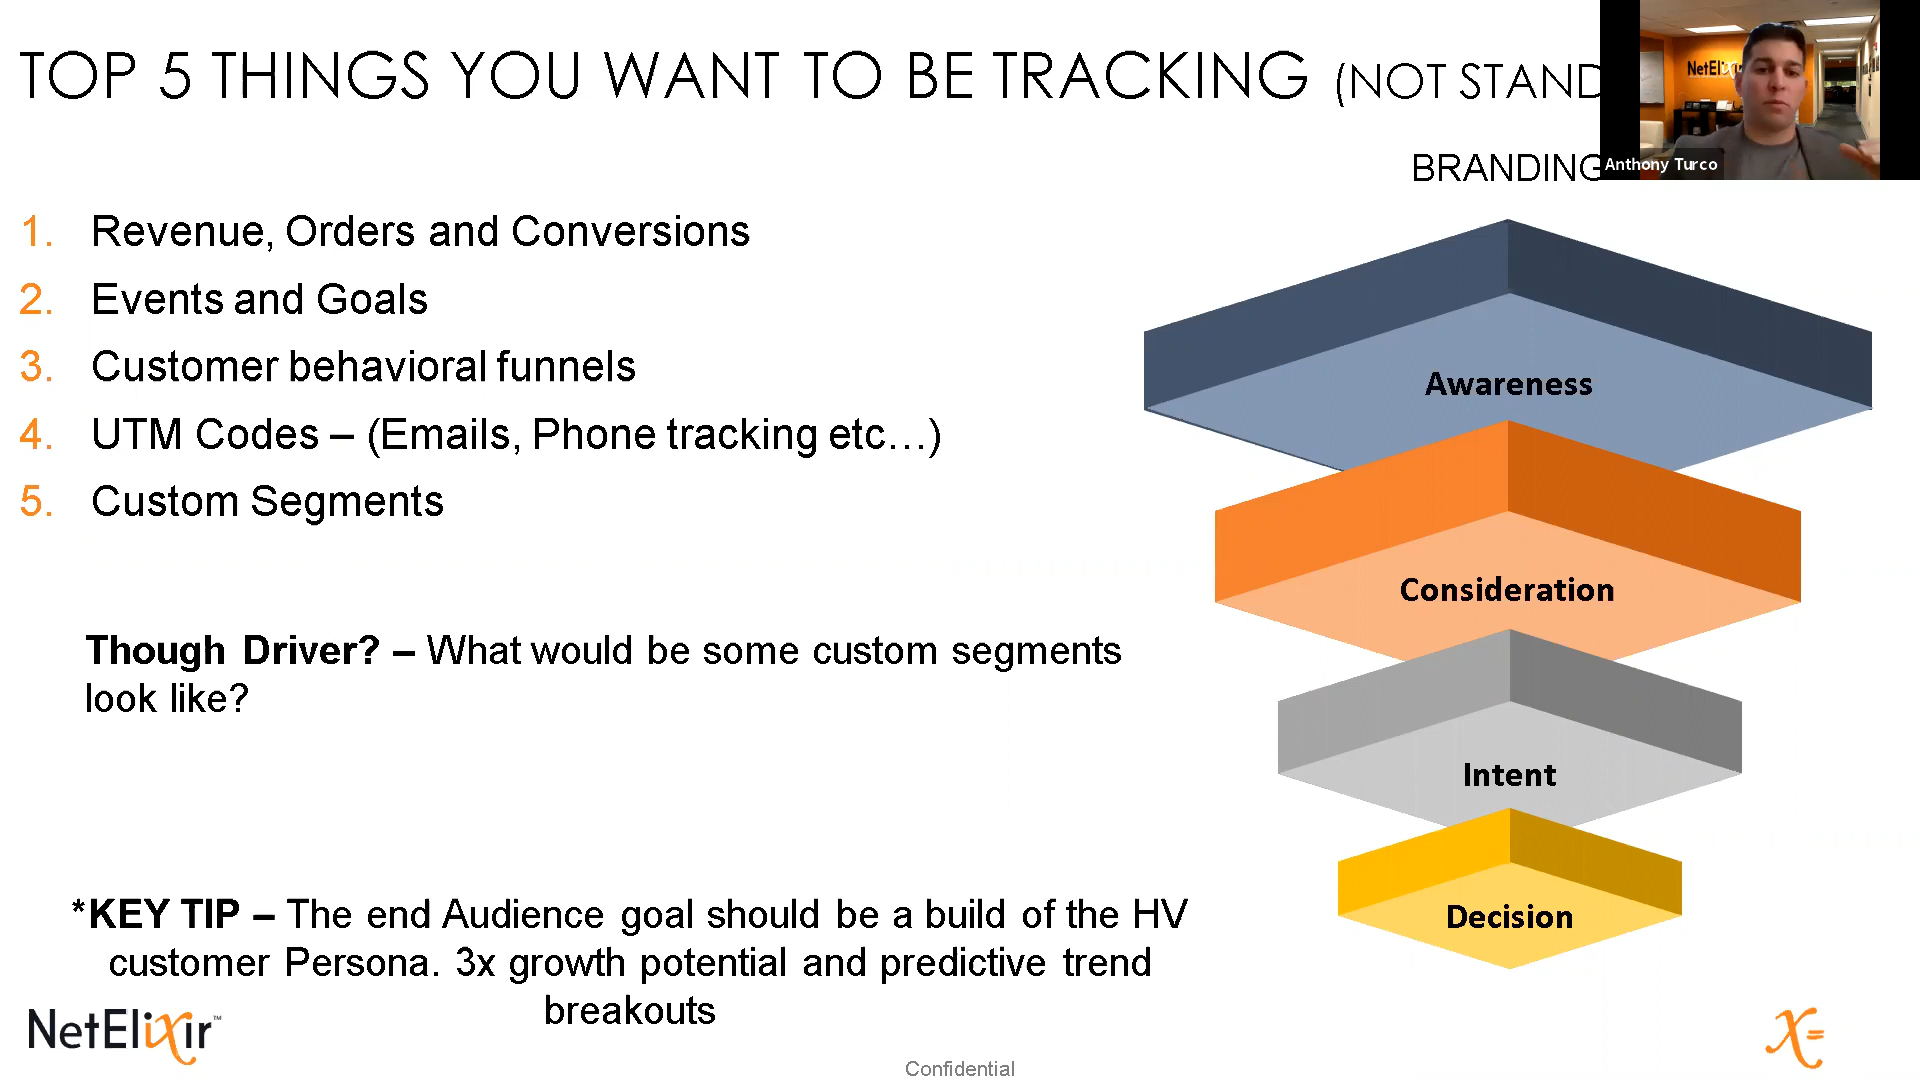 TOP 5 THINGS YOU WANT TO BE TRACKING (NOT STAND
NetElixir
Anthony Turco
BRANDING
1. Revenue, Orders and Conversions
2. Events and Goals
3. Customer behavioral funnels
4. UTM Codes – (Emails, Phone tracking etc…)
5. Custom Segments
Though Driver? – What would be some custom segments
look like?
Awareness
Consideration
Intent
Decision
*KEY TIP – The end Audience goal should be a build of the HV
customer Persona. 3x growth potential and predictive trend
breakouts
NetElixir™
X=
Confidential